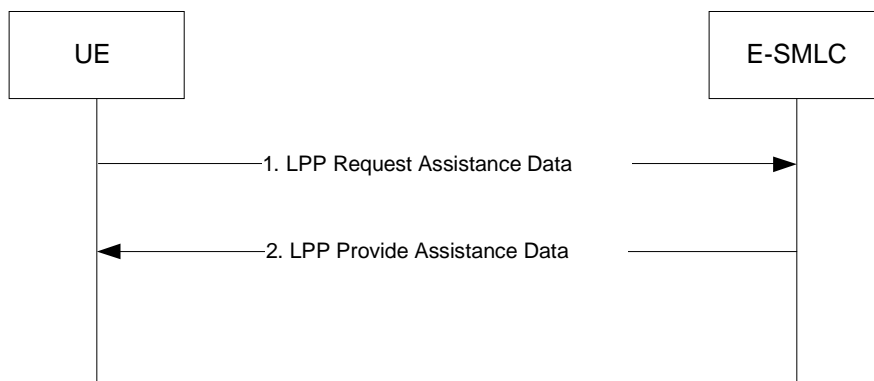 UE
E-SMLC
1. LPP Request Assistance Data
2. LPP Provide Assistance Data